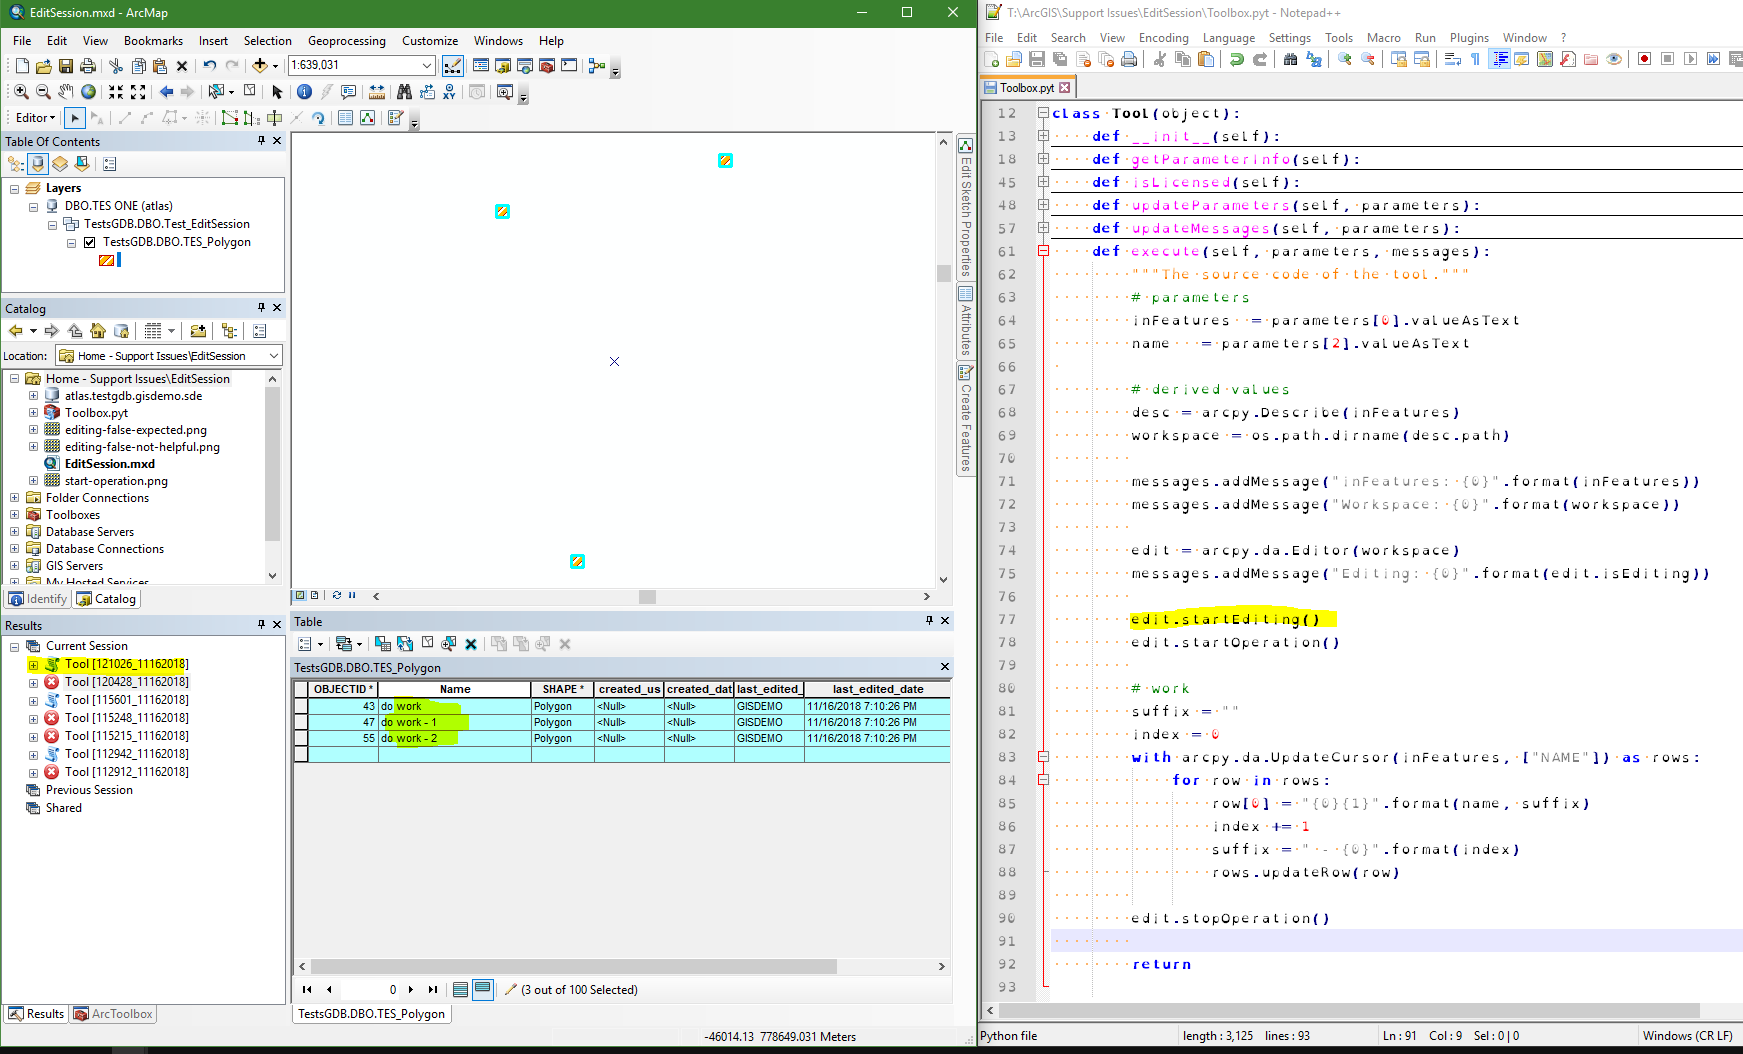 EditSession.mxd - ArcMap
File Edit View Bookmarks Insert Selection Geoprocessing Customize Windows Help
1:639,031
Editor
Table Of Contents
Layers
DBO.TES ONE (atlas)
TestsGDB.DBO.Test_EditSession
TestsGDB.DBO.TES_Polygon
Catalog
Location: Home - Support Issues\EditSession
Home - Support Issues\EditSession
atlas.testgdb.gisdemo.sde
Toolbox.pyt
editing-false-expected.png
editing-false-not-helpful.png
EditSession.mxd
start-operation.png
Folder Connections
Toolboxes
Database Servers
Database Connections
GIS Servers
My Hosted Services
Identify Catalog
Results
Current Session
Tool [121026_11162018]
Tool [120428_11162018]
Tool [115601_11162018]
Tool [115248_11162018]
Tool [115215_11162018]
Tool [112942_11162018]
Tool [112912_11162018]
Previous Session
Shared
Results ArcToolbox
Edit Sketch Properties
Attributes
Create Features
Table
TestsGDB.DBO.TES_Polygon
OBJECTID * Name SHAPE * created_us created_dat last_edited_ last_edited_date
43 do work Polygon <Null> <Null> GISDEMO 11/16/2018 7:10:26 PM
47 do work - 1 Polygon <Null> <Null> GISDEMO 11/16/2018 7:10:26 PM
55 do work - 2 Polygon <Null> <Null> GISDEMO 11/16/2018 7:10:26 PM
0 (3 out of 100 Selected)
TestsGDB.DBO.TES_Polygon
-46014.13 778649.031 Meters
T:\ArcGIS\Support Issues\EditSession\Toolbox.pyt - Notepad++
File Edit Search View Encoding Language Settings Tools Macro Run Plugins Window ?
Toolbox.pyt
12 class Tool(object):
13 def __init__(self):
18 def getParameterInfo(self):
45 def isLicensed(self):
48 def updateParameters(self, parameters):
57 def updateMessages(self, parameters):
61 def execute(self, parameters, messages):
62 """The source code of the tool."""
63 # parameters
64 inFeatures = parameters[0].valueAsText
65 name = parameters[2].valueAsText
66
67 # derived values
68 desc = arcpy.Describe(inFeatures)
69 workspace = os.path.dirname(desc.path)
70
71 messages.addMessage("inFeatures: {0}".format(inFeatures))
72 messages.addMessage("Workspace: {0}".format(workspace))
73
74 edit = arcpy.da.Editor(workspace)
75 messages.addMessage("Editing: {0}".format(edit.isEditing))
76
77 edit.startEditing()
78 edit.startOperation()
79
80 # work
81 suffix = ""
82 index = 0
83 with arcpy.da.UpdateCursor(inFeatures, ["NAME"]) as rows:
84 for row in rows:
85 row[0] = "{0}{1}".format(name, suffix)
86 index += 1
87 suffix = " - {0}".format(index)
88 rows.updateRow(row)
89
90 edit.stopOperation()
91
92 return
93
Python file length : 3,125 lines : 93 Ln : 91 Col : 9 Sel : 0 | 0 Windows (CR LF)